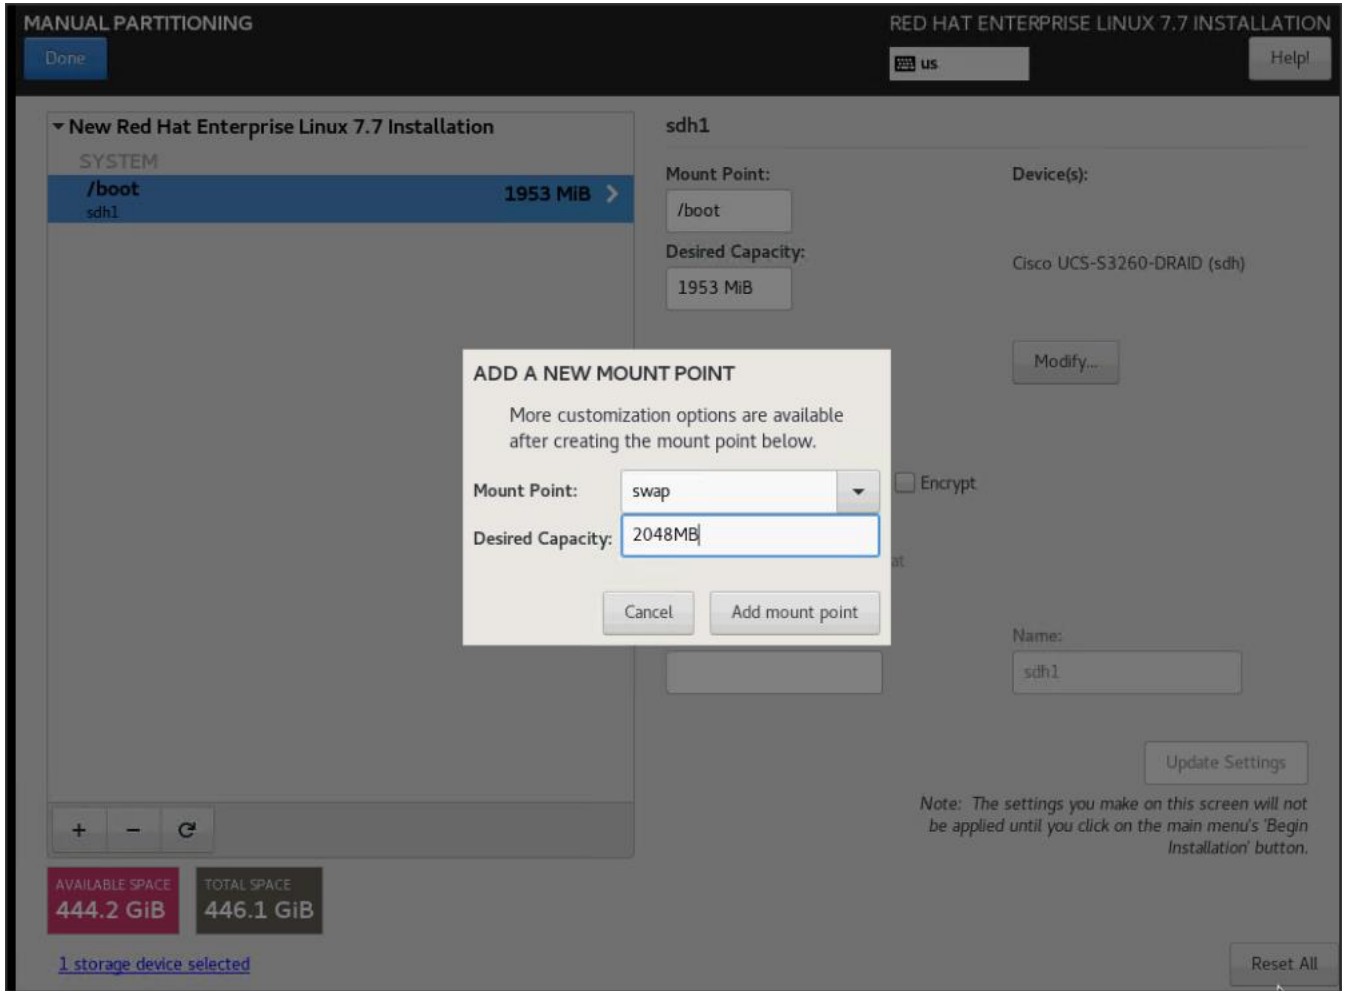 MANUAL PARTITIONING
RED HAT ENTERPRISE LINUX 7.7 INSTALLATION
Done
us
Help!
New Red Hat Enterprise Linux 7.7 Installation
SYSTEM
/boot
1953 MiB
sdh1
sdh1
Mount Point:
Device(s):
/boot
Desired Capacity:
Cisco UCS-S3260-DRAID (sdh)
1953 MiB
Modify...
ADD A NEW MOUNT POINT
More customization options are available
after creating the mount point below.
Mount Point:
swap
Encrypt
Desired Capacity:
2048MB
at
Cancel
Add mount point
Name:
sdh1
Update Settings
Note: The settings you make on this screen will not
be applied until you click on the main menu's 'Begin
Installation' button.
+ -
AVAILABLE SPACE
444.2 GiB
TOTAL SPACE
446.1 GiB
1 storage device selected
Reset All